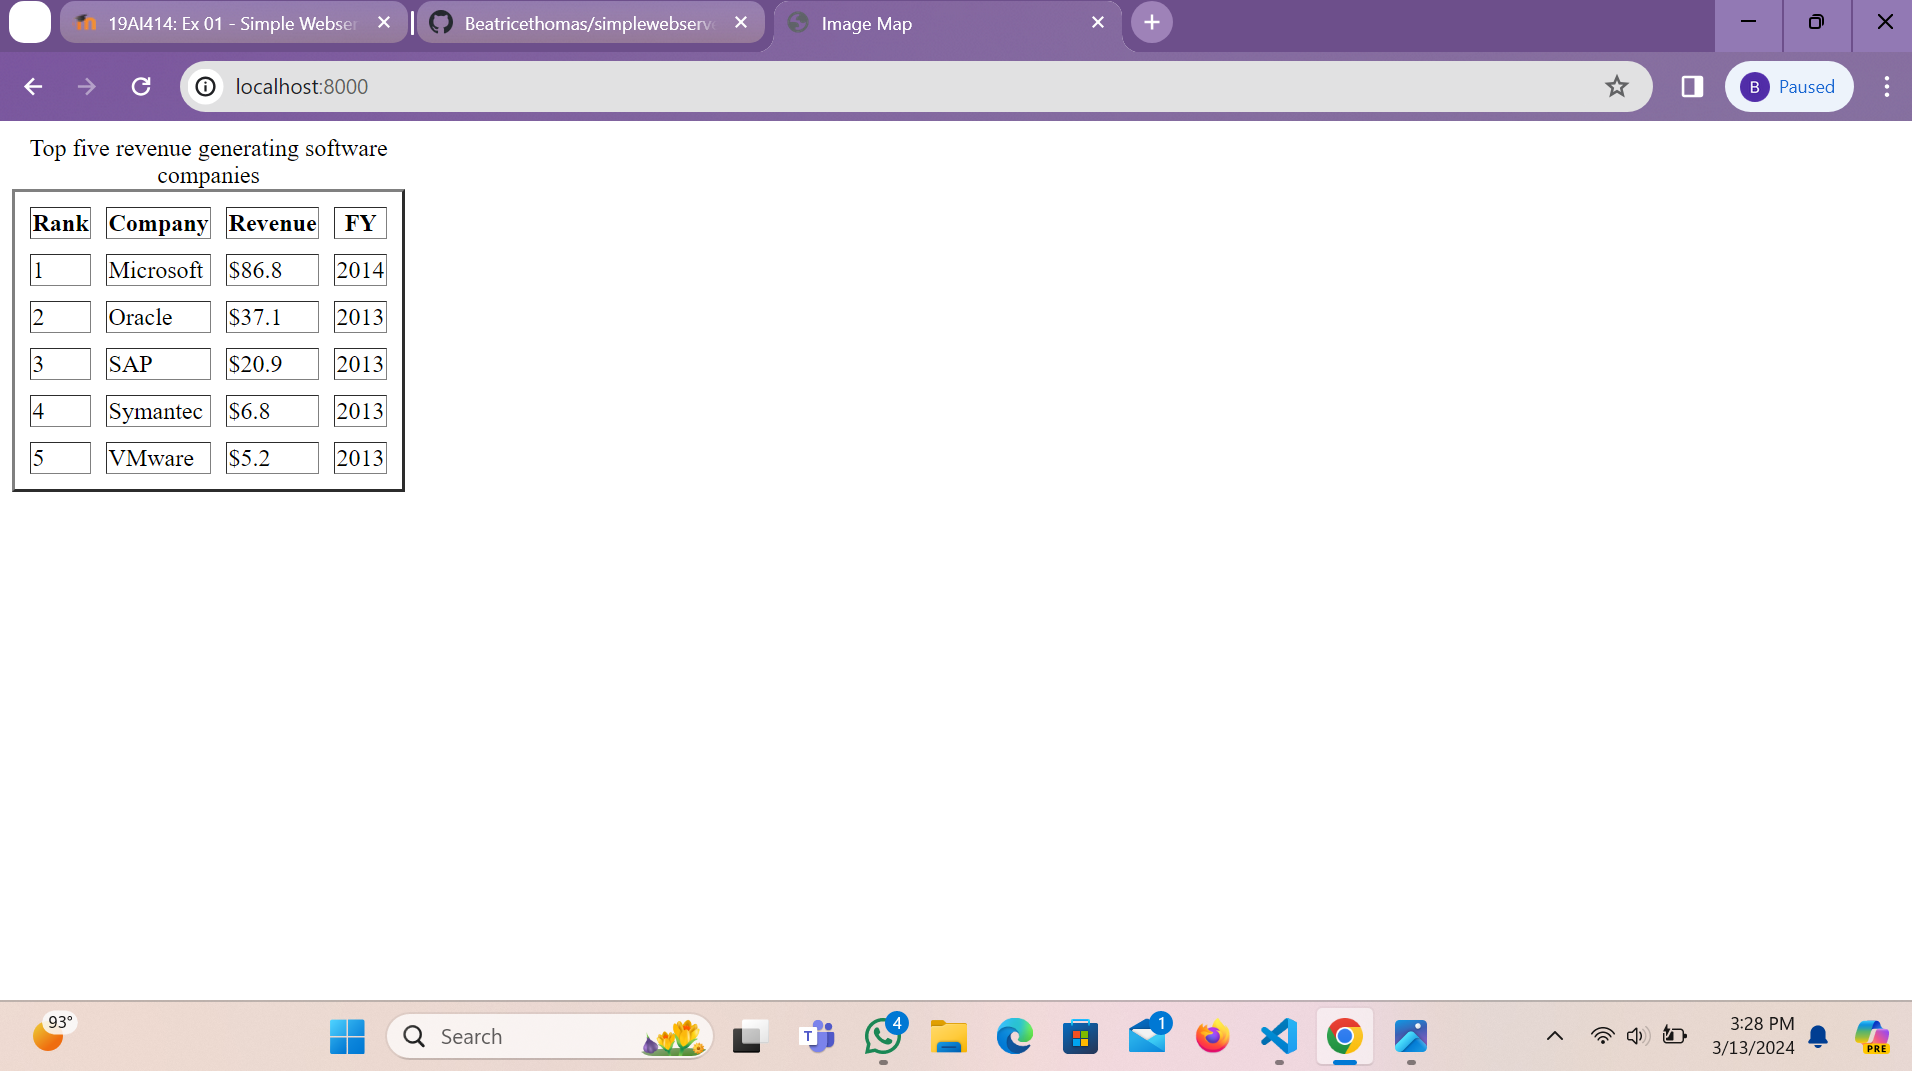 19AI414: Ex 01 - Simple Webser
Beatricethomas/simplewebserv
Image Map
localhost:8000
B Paused
Top five revenue generating software
companies
Rank Company Revenue FY
1 Microsoft $86.8 2014
2 Oracle $37.1 2013
3 SAP $20.9 2013
4 Symantec $6.8 2013
5 VMware $5.2 2013
93°
Search
T
4
1
3:28 PM
3/13/2024
PRE